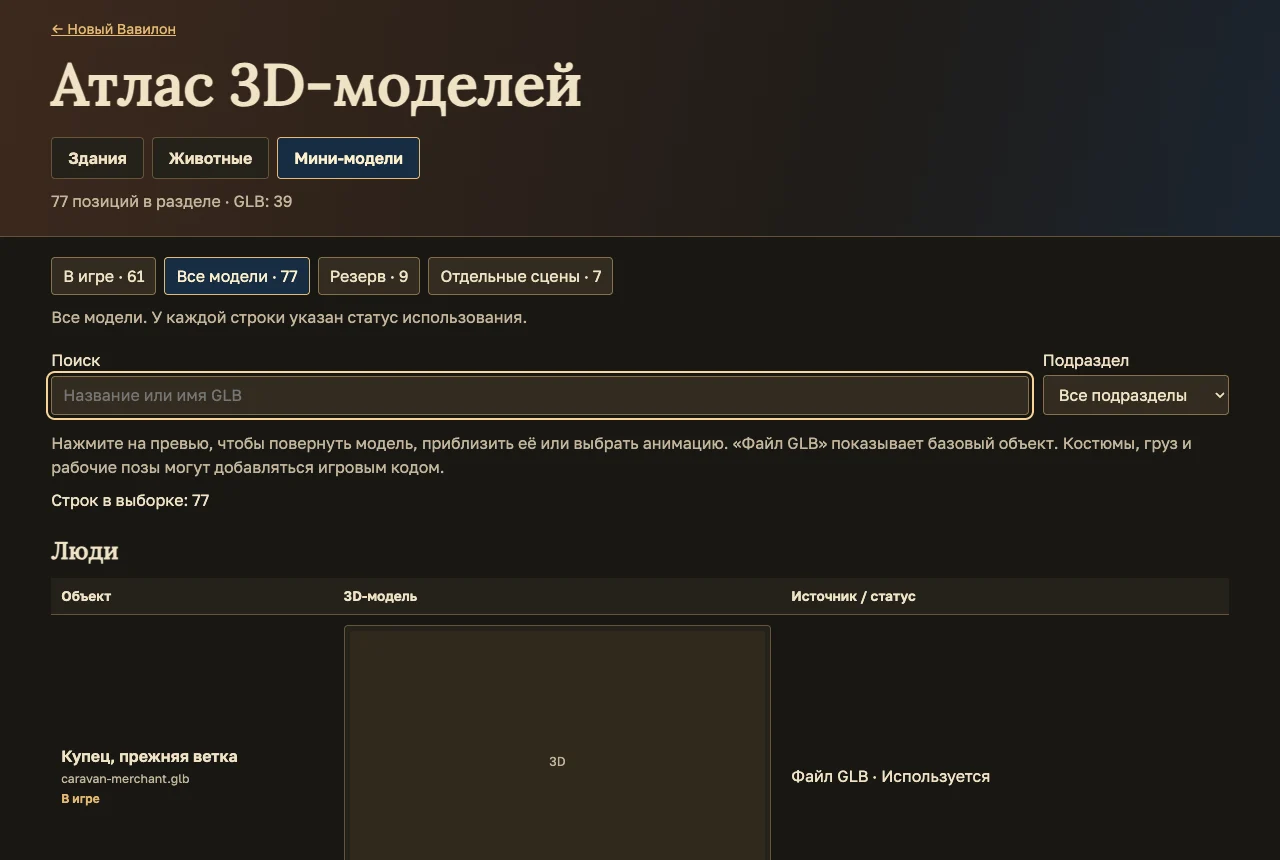 ← Новый Вавилон
Атлас 3D-моделей
Здания
Животные
Мини-модели
77 позиций в разделе · GLB: 39
В игре · 61
Все модели · 77
Резерв · 9
Отдельные сцены · 7
Все модели. У каждой строки указан статус использования.
Поиск
Подраздел
Название или имя GLB
Все подразделы
Нажмите на превью, чтобы повернуть модель, приблизить её или выбрать анимацию. «Файл GLB» показывает базовый объект. Костюмы, груз и
рабочие позы могут добавляться игровым кодом.
Строк в выборке: 77
Люди
Объект
3D-модель
Источник / статус
Купец, прежняя ветка
caravan-merchant.glb
В игре
3D
Файл GLB · Используется